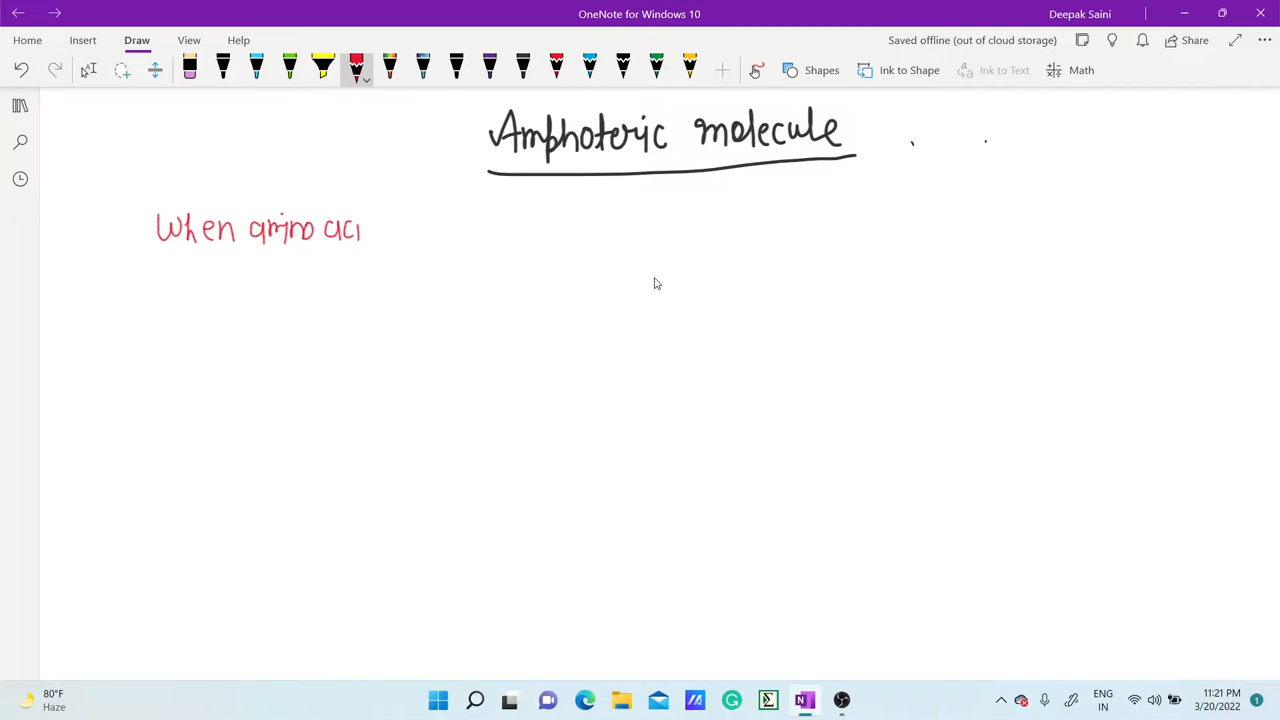 OneNote for Windows 10
Deepak Saini
Home Insert Draw View Help
Saved offline (out of cloud storage)
Share
Shapes
Ink to Shape
Ink to Text
Math
Amphoteric molecule
When amino aci
80°F
Haze
ENG
IN
11:21 PM
3/20/2022
1